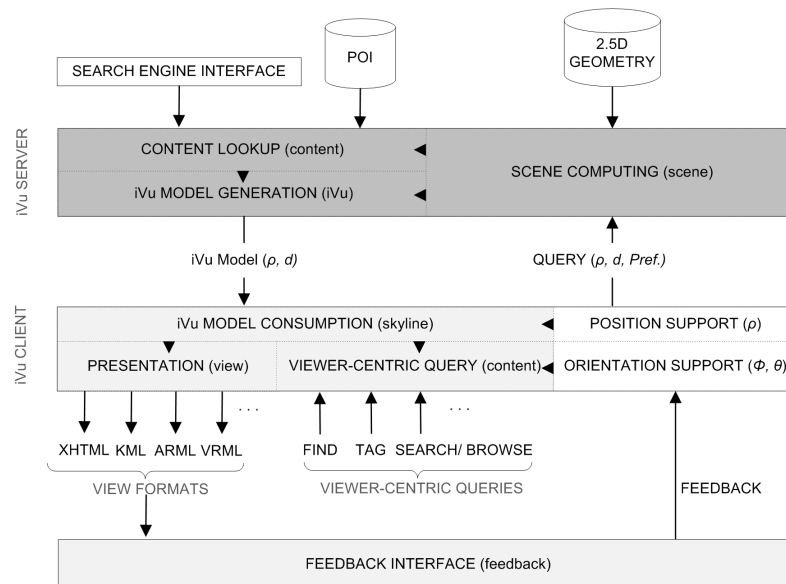 SEARCH ENGINE INTERFACE
POI
2.5D
GEOMETRY
iVu SERVER
CONTENT LOOKUP (content)
SCENE COMPUTING (scene)
iVu MODEL GENERATION (iVu)
iVu Model (ρ, d)
QUERY (ρ, d, Pref.)
iVu CLIENT
iVu MODEL CONSUMPTION (skyline)
POSITION SUPPORT (ρ)
PRESENTATION (view)
VIEWER-CENTRIC QUERY (content)
ORIENTATION SUPPORT (Φ, θ)
. . .
. . .
XHTML KML ARML VRML
FIND TAG SEARCH/ BROWSE
VIEW FORMATS
VIEWER-CENTRIC QUERIES
FEEDBACK
FEEDBACK INTERFACE (feedback)